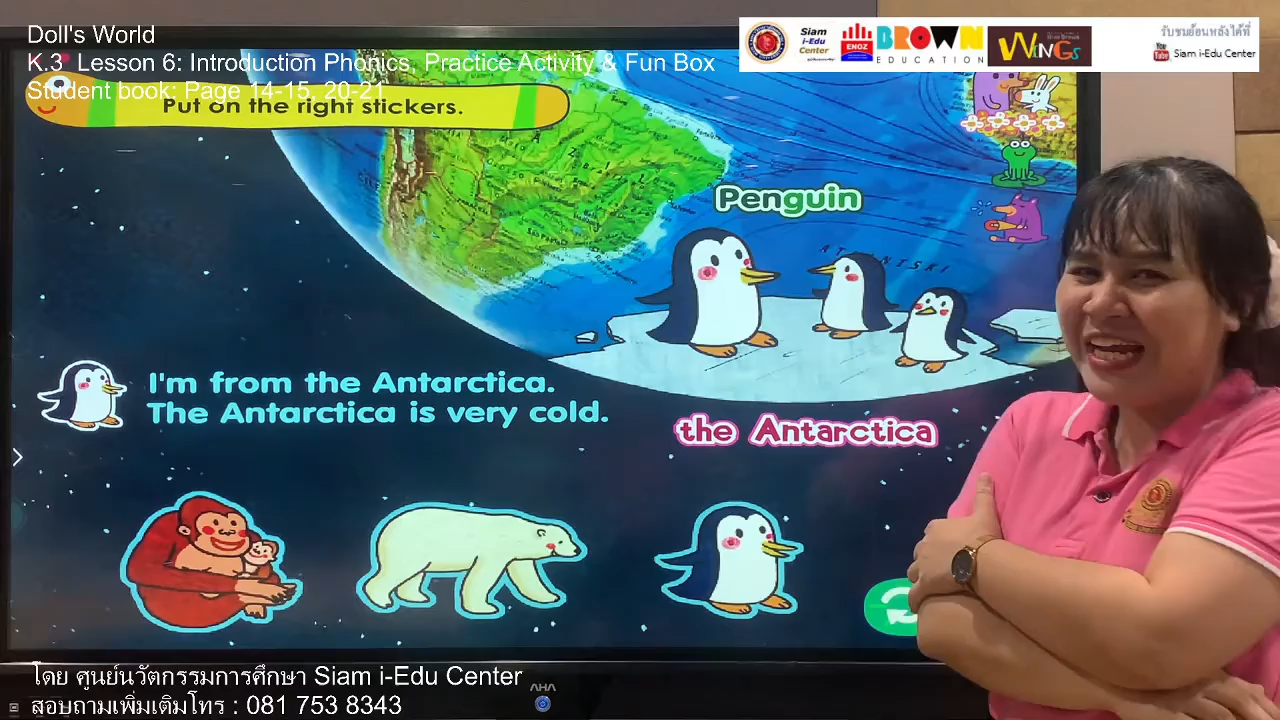 Doll's World
K.3 Lesson 6: Introduction Phonics, Practice Activity & Fun Box
Student book: Page 14-15, 20-21
Put on the right stickers.
Siam
i-Edu
Center
ENOZ
BROWN
EDUCATION
WINGS
รับชมย้อนหลังได้ที่
You Tube
Siam i-Edu Center
Penguin
I'm from the Antarctica.
The Antarctica is very cold.
the Antarctica
โดย ศูนย์นวัตกรรมการศึกษา Siam i-Edu Center
สอบถามเพิ่มเติมโทร : 081 753 8343
AHA